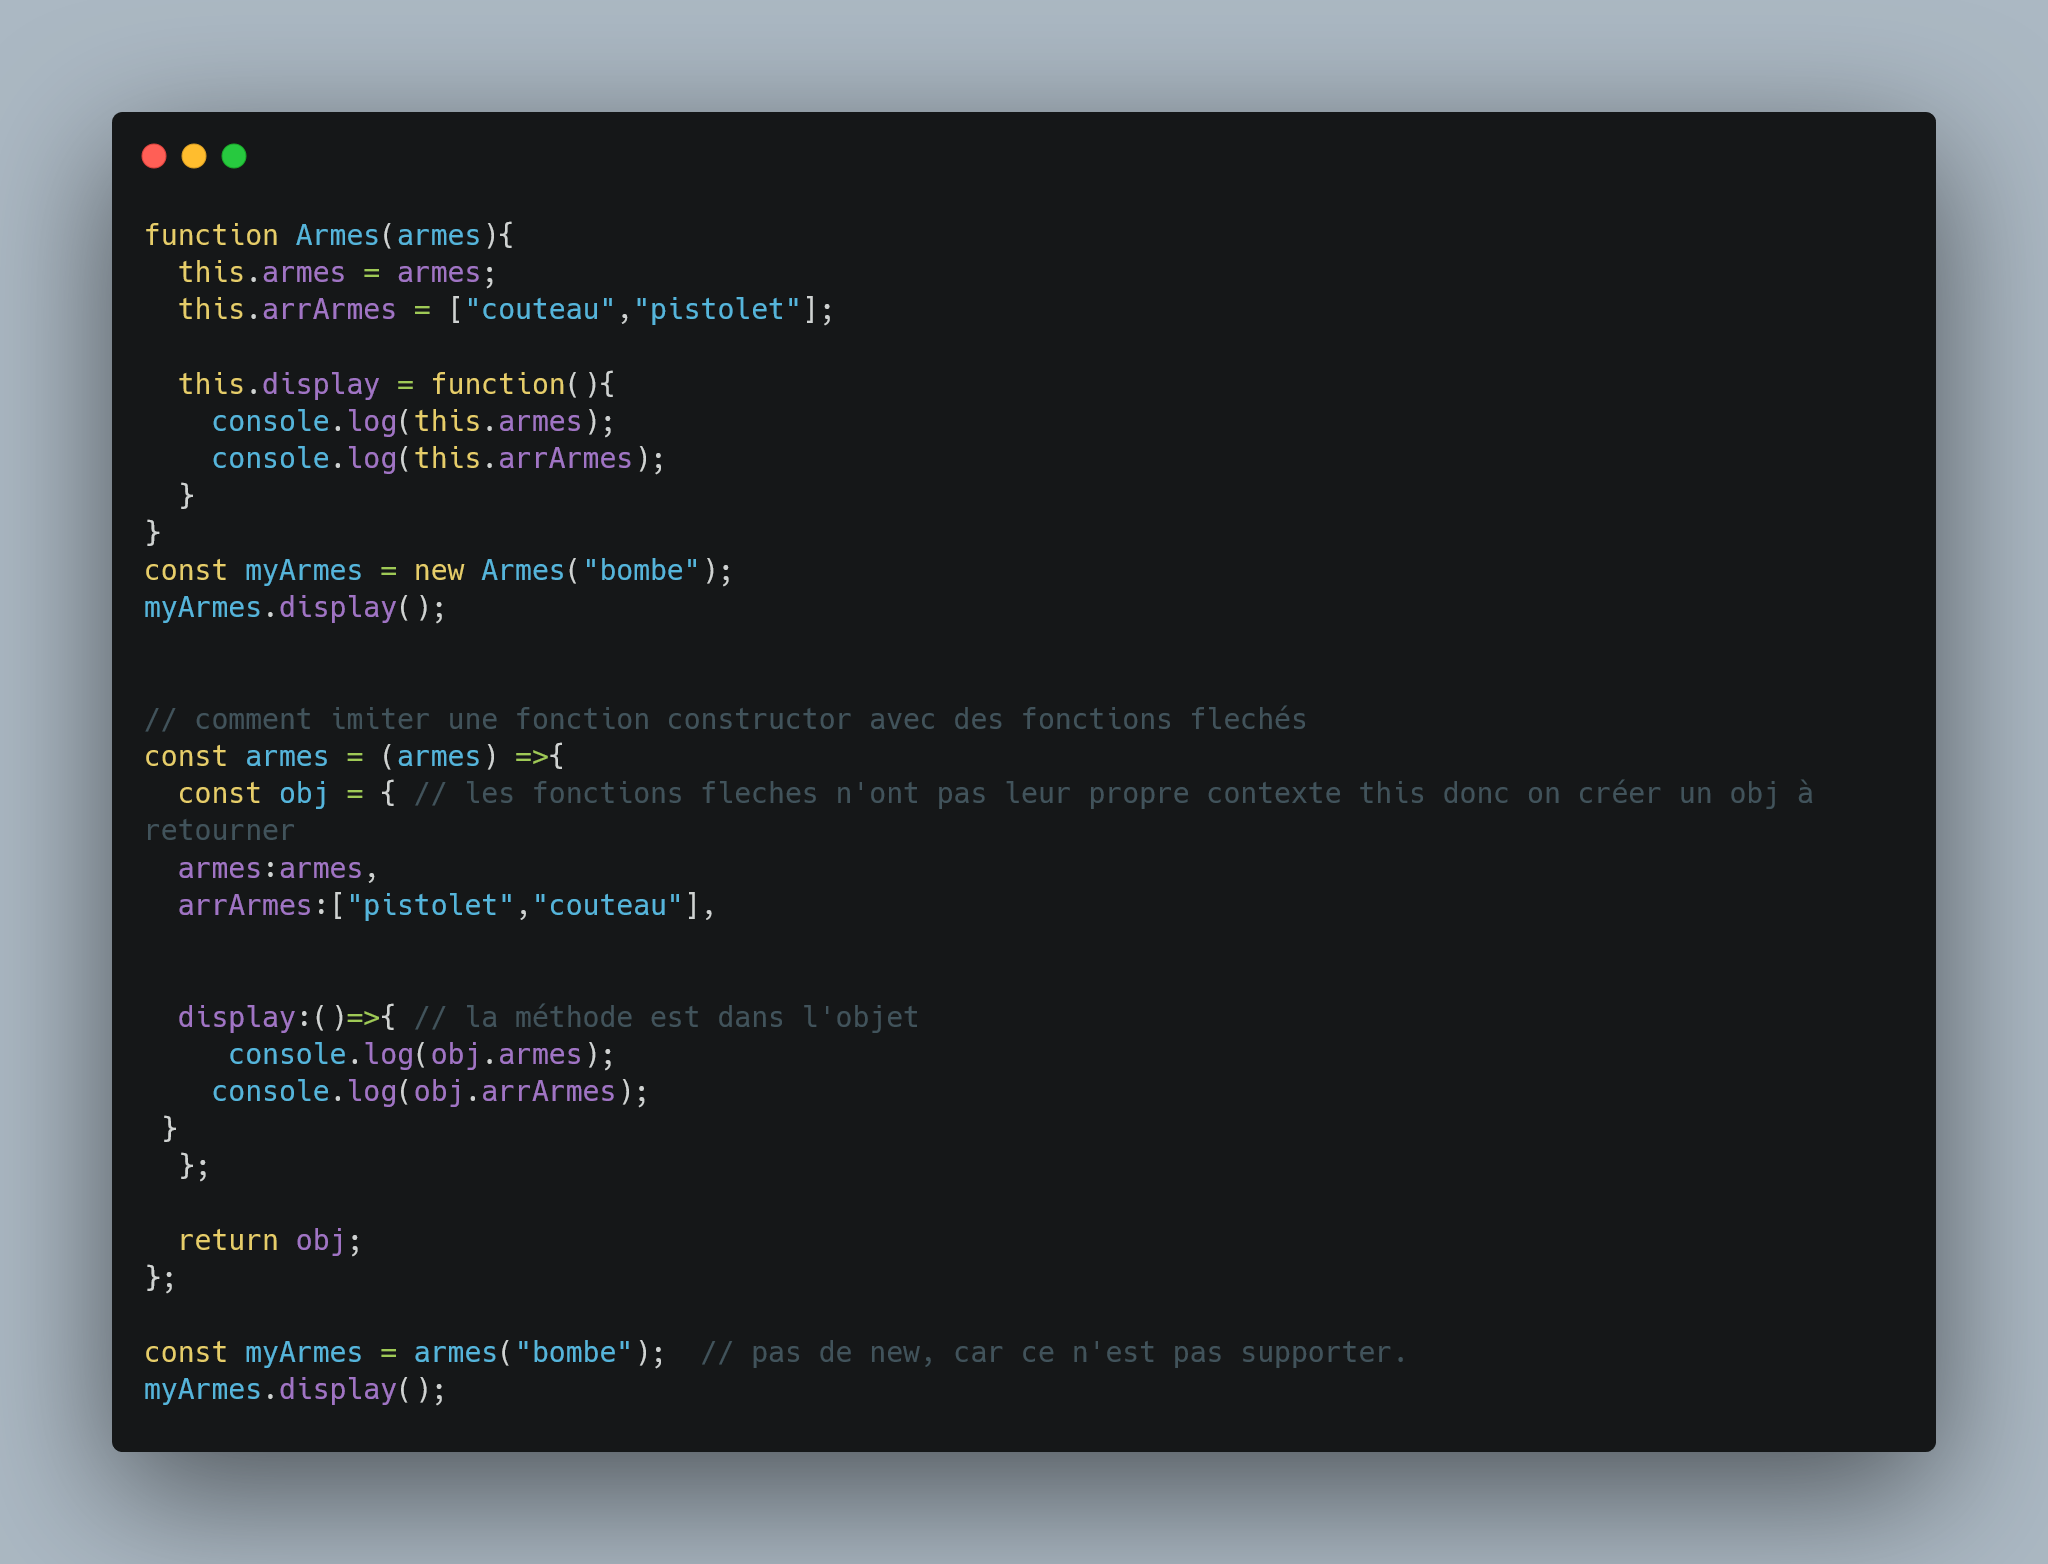 function Armes(armes){
  this.armes = armes;
  this.arrArmes = ["couteau","pistolet"];
  this.display = function(){
    console.log(this.armes);
    console.log(this.arrArmes);
  }
}
const myArmes = new Armes("bombe");
myArmes.display();
// comment imiter une fonction constructor avec des fonctions flechés
const armes = (armes) =>{
  const obj = { // les fonctions fleches n'ont pas leur propre contexte this donc on créer un obj à
retourner
  armes:armes,
  arrArmes:["pistolet","couteau"],
  display:()=>{ // la méthode est dans l'objet
     console.log(obj.armes);
    console.log(obj.arrArmes);
 }
  };
  return obj;
};
const myArmes = armes("bombe");  // pas de new, car ce n'est pas supporter.
myArmes.display();